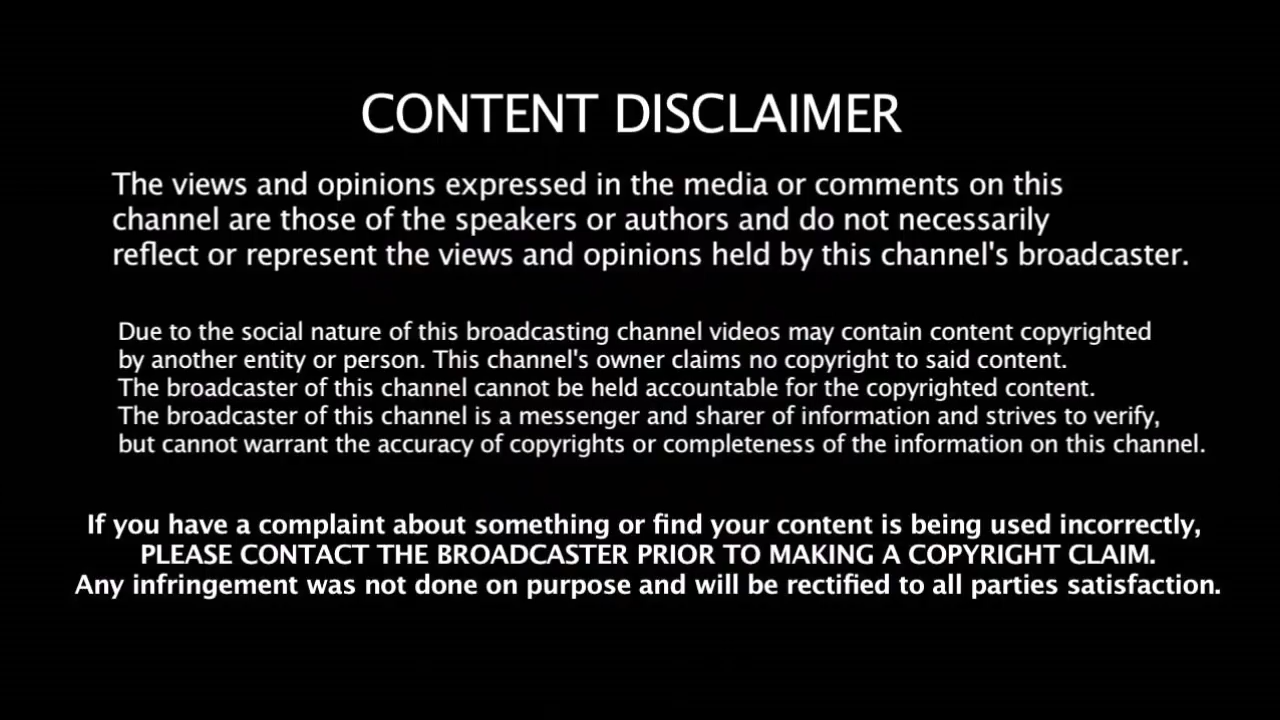 CONTENT DISCLAIMER
The views and opinions expressed in the media or comments on this
channel are those of the speakers or authors and do not necessarily
reflect or represent the views and opinions held by this channel's broadcaster.
Due to the social nature of this broadcasting channel videos may contain content copyrighted
by another entity or person. This channel's owner claims no copyright to said content.
The broadcaster of this channel cannot be held accountable for the copyrighted content.
The broadcaster of this channel is a messenger and sharer of information and strives to verify,
but cannot warrant the accuracy of copyrights or completeness of the information on this channel.
If you have a complaint about something or find your content is being used incorrectly,
PLEASE CONTACT THE BROADCASTER PRIOR TO MAKING A COPYRIGHT CLAIM.
Any infringement was not done on purpose and will be rectified to all parties satisfaction.